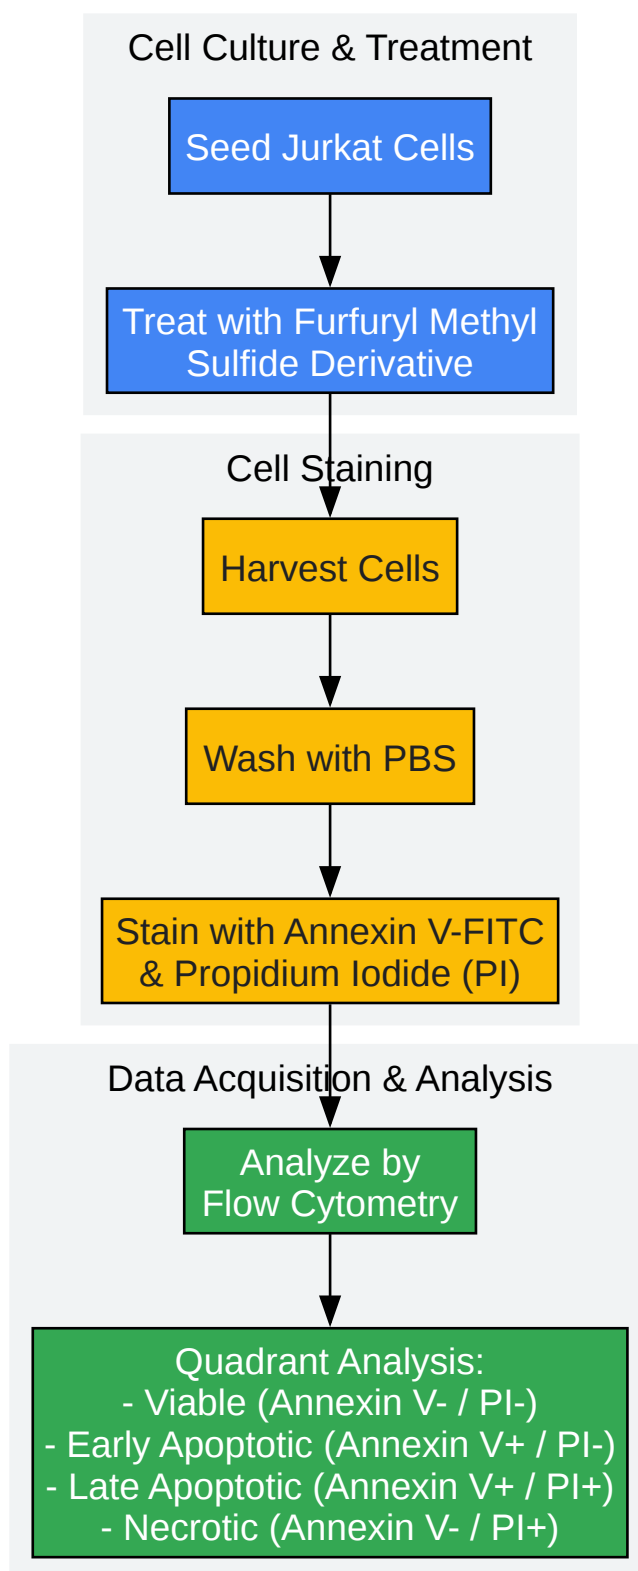 Cell Culture & Treatment
Seed Jurkat Cells
Treat with Furfuryl Methyl
Sulfide Derivative
Cell Staining
Harvest Cells
Wash with PBS
Stain with Annexin V-FITC
& Propidium Iodide (PI)
Data Acquisition & Analysis
Analyze by
Flow Cytometry
Quadrant Analysis:
- Viable (Annexin V- / PI-)
- Early Apoptotic (Annexin V+ / PI-)
- Late Apoptotic (Annexin V+ / PI+)
- Necrotic (Annexin V- / PI+)